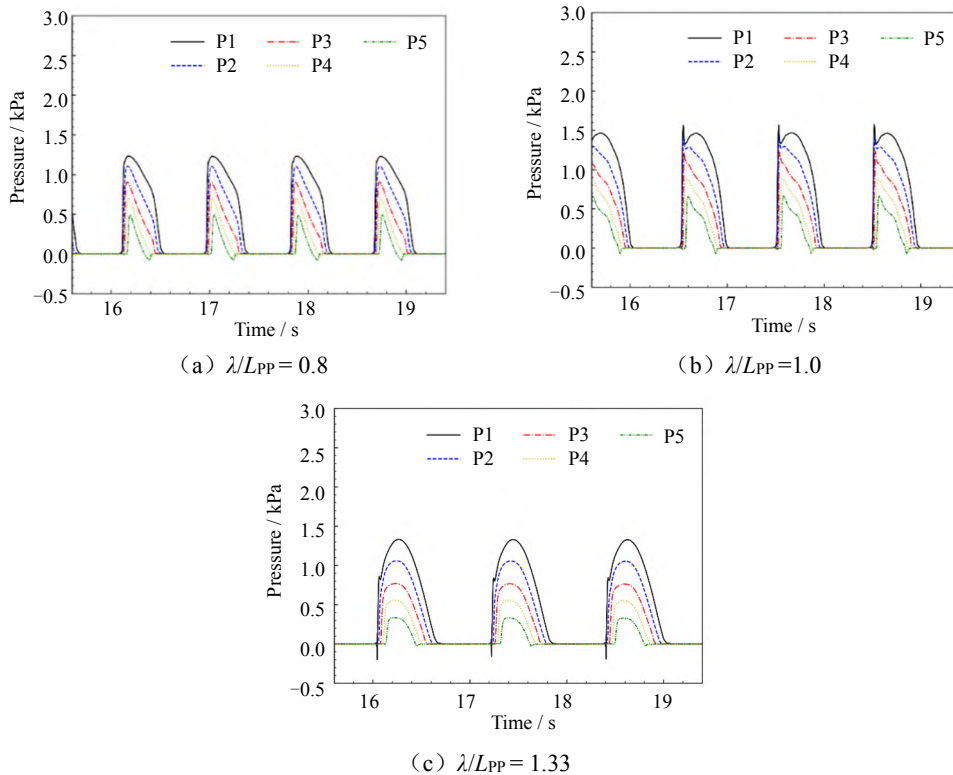 3.0
2.5
2.0
1.5
1.0
0.5
0.0
−0.5
Pressure / kPa
P1 P3 P5
P2 P4
16 17 18 19
Time / s
（a）λ/LPP = 0.8
3.0
2.5
2.0
1.5
1.0
0.5
0.0
−0.5
Pressure / kPa
P1 P3 P5
P2 P4
16 17 18 19
Time / s
（b）λ/LPP =1.0
3.0
2.5
2.0
1.5
1.0
0.5
0.0
−0.5
Pressure / kPa
P1 P3 P5
P2 P4
16 17 18 19
Time / s
（c）λ/LPP = 1.33